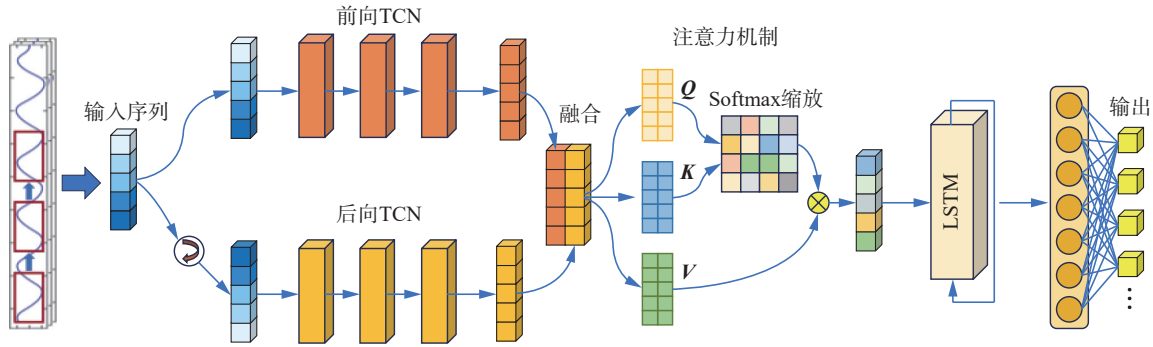 前向TCN
注意力机制
输入序列
融合
Q
Softmax缩放
输出
K
LSTM
后向TCN
V
⋮